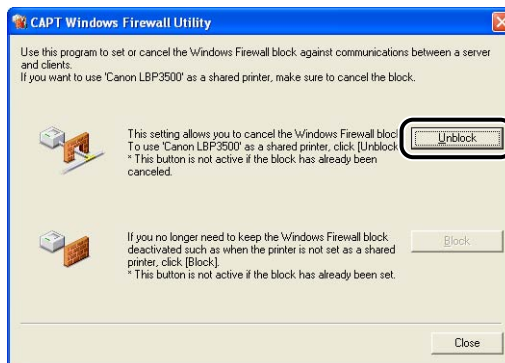 CAPT Windows Firewall Utility
Use this program to set or cancel the Windows Firewall block against communications between a server
and clients.
If you want to use 'Canon LBP3500' as a shared printer, make sure to cancel the block.
This setting allows you to cancel the Windows Firewall block
To use 'Canon LBP3500' as a shared printer, click [Unblock
* This button is not active if the block has already been
canceled.
Unblock
If you no longer need to keep the Windows Firewall block
deactivated such as when the printer is not set as a shared
printer, click [Block].
* This button is not active if the block has already been set.
Block
Close